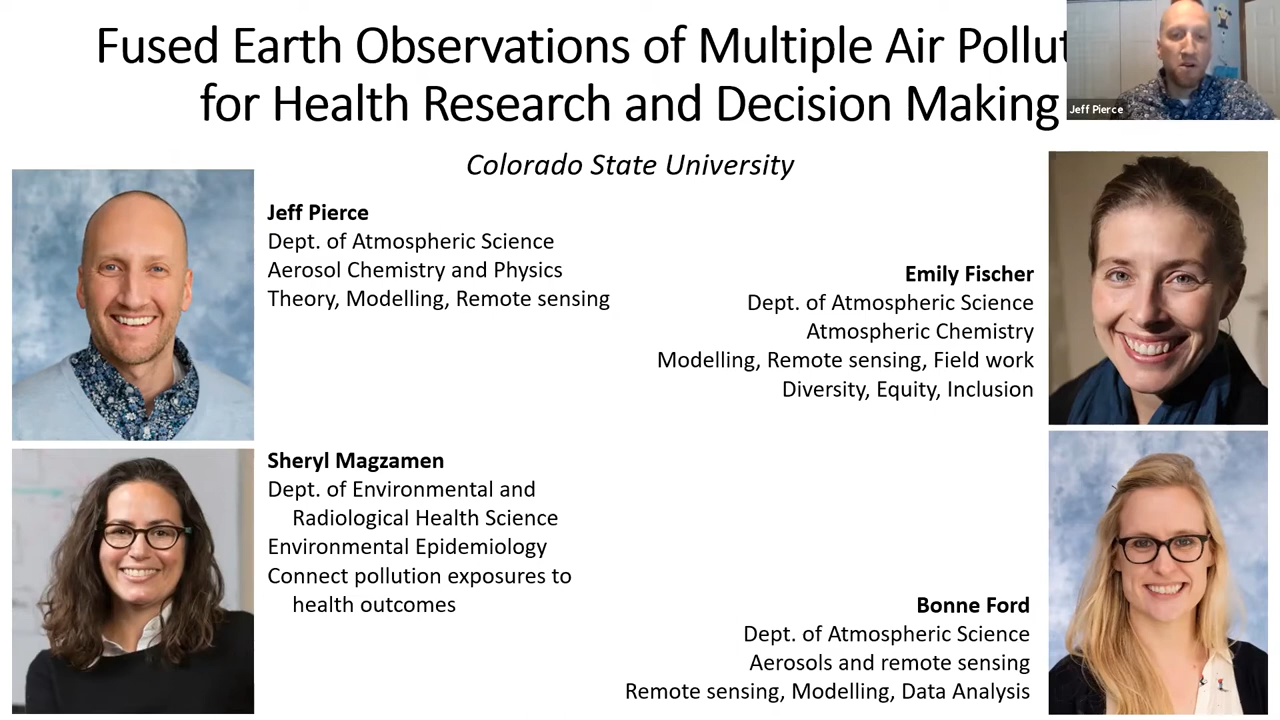 Fused Earth Observations of Multiple Air Pollut
for Health Research and Decision Making
Jeff Pierce
Colorado State University
Jeff Pierce
Dept. of Atmospheric Science
Aerosol Chemistry and Physics
Theory, Modelling, Remote sensing
Emily Fischer
Dept. of Atmospheric Science
Atmospheric Chemistry
Modelling, Remote sensing, Field work
Diversity, Equity, Inclusion
Sheryl Magzamen
Dept. of Environmental and
Radiological Health Science
Environmental Epidemiology
Connect pollution exposures to
health outcomes
Bonne Ford
Dept. of Atmospheric Science
Aerosols and remote sensing
Remote sensing, Modelling, Data Analysis